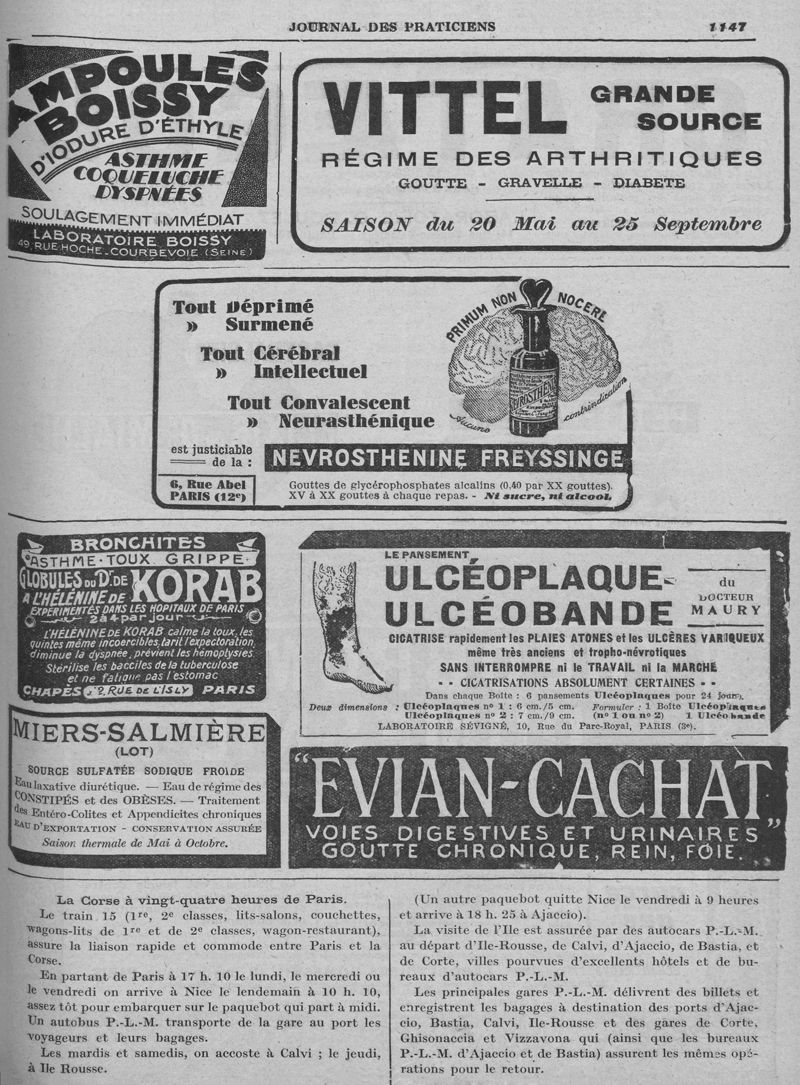 JOURNAL DES PRATICIENS
1147
AMPOULES
BOISSY
D'IODURE D'ÉTHYLE
ASTHME
COQUELUCHE
DYSPNÉES
SOULAGEMENT IMMÉDIAT
LABORATOIRE BOISSY
49, RUE HOCHE_COURBEVOIE (SEINE)
VITTEL GRANDE
SOURCE
RÉGIME DES ARTHRITIQUES
GOUTTE - GRAVELLE - DIABETE
SAISON du 20 Mai au 25 Septembre
Tout Déprimé
» Surmené
Tout Cérébral
» Intellectuel
Tout Convalescent
» Neurasthénique
PRIMUM NON NOCERE
Aucune contrindication
est justiciable
de la :
NEVROSTHENINE FREYSSINGE
6, Rue Abel
PARIS (12e)
Gouttes de glycérophosphates alcalins (0.40 par XX gouttes).
XV à XX gouttes à chaque repas. - Ni sucre, ni alcool.
BRONCHITES
ASTHME·TOUX GRIPPE
GLOBULES DU Dr. DE KORAB
A L'HÉLÉNINE DE
EXPÉRIMENTÉS DANS LES HOPITAUX DE PARIS
2 à 4 par jour
L'HÉLÉNINE DE KORAB calme la toux, les
quintes même incoercibles, tarit l'expectoration,
diminue la dyspnée, prévient les hémoptysies.
Stérilise les bacilles de la tuberculose
et ne fatigue pas l'estomac
CHAPÈS RUE DE L'ISLY PARIS
LE PANSEMENT
ULCÉOPLAQUE-
ULCÉOBANDE
du
DOCTEUR
MAURY
CICATRISE rapidement les PLAIES ATONES et les ULCÈRES VARIQUEUX
même très anciens et tropho-névrotiques
SANS INTERROMPRE ni le TRAVAIL ni la MARCHE
- - CICATRISATIONS ABSOLUMENT CERTAINES - -
Dans chaque Boîte : 6 pansements Ulcéoplaques pour 24 jours.
Deux dimensions : Ulcéoplaques n° 1 : 6 cm./5 cm. Formuler : 1 Boîte Ulcéoplaques
Ulcéoplaques n° 2 : 7 cm./9 cm. (n° 1 ou n° 2) 1 Ulcéobande
LABORATOIRE SÉVIGNÉ, 10, Rue du Parc-Royal, PARIS (3e).
MIERS-SALMIÈRE
(LOT)
SOURCE SULFATÉE SODIQUE FROIDE
Eau laxative diurétique. — Eau de régime des
CONSTIPÉS et des OBÈSES. — Traitement
des Entéro-Colites et Appendicites chroniques
EAU D'EXPORTATION - CONSERVATION ASSURÉE
Saison thermale de Mai à Octobre.
"EVIAN-CACHAT"
VOIES DIGESTIVES ET URINAIRES
GOUTTE CHRONIQUE, REIN, FOIE.
La Corse à vingt-quatre heures de Paris.
Le train 15 (1re, 2e classes, lits-salons, couchettes,
wagons-lits de 1re et de 2e classes, wagon-restaurant),
assure la liaison rapide et commode entre Paris et la
Corse.
En partant de Paris à 17 h. 10 le lundi, le mercredi ou
le vendredi on arrive à Nice le lendemain à 10 h. 10,
assez tôt pour embarquer sur le paquebot qui part à midi.
Un autobus P.-L.-M. transporte de la gare au port les
voyageurs et leurs bagages.
Les mardis et samedis, on accoste à Calvi ; le jeudi,
à Ile Rousse.
(Un autre paquebot quitte Nice le vendredi à 9 heures
et arrive à 18 h. 25 à Ajaccio).
La visite de l'Ile est assurée par des autocars P.-L.-M.
au départ d'Ile-Rousse, de Calvi, d'Ajaccio, de Bastia, et
de Corte, villes pourvues d'excellents hôtels et de bu-
reaux d'autocars P.-L.-M.
Les principales gares P.-L.-M. délivrent des billets et
enregistrent les bagages à destination des ports d'Ajac-
cio, Bastia, Calvi, Ile-Rousse et des gares de Corte,
Ghisonaccia et Vizzavona qui (ainsi que les bureaux
P.-L.-M. d'Ajaccio et de Bastia) assurent les mêmes opé-
rations pour le retour.